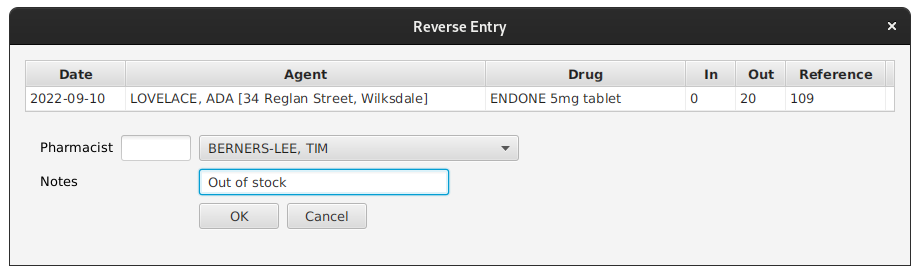 Reverse Entry
Date Agent Drug In Out Reference
2022-09-10 LOVELACE, ADA [34 Reglan Street, Wilksdale] ENDONE 5mg tablet 0 20 109
Pharmacist BERNERS-LEE, TIM
Notes Out of stock
OK Cancel